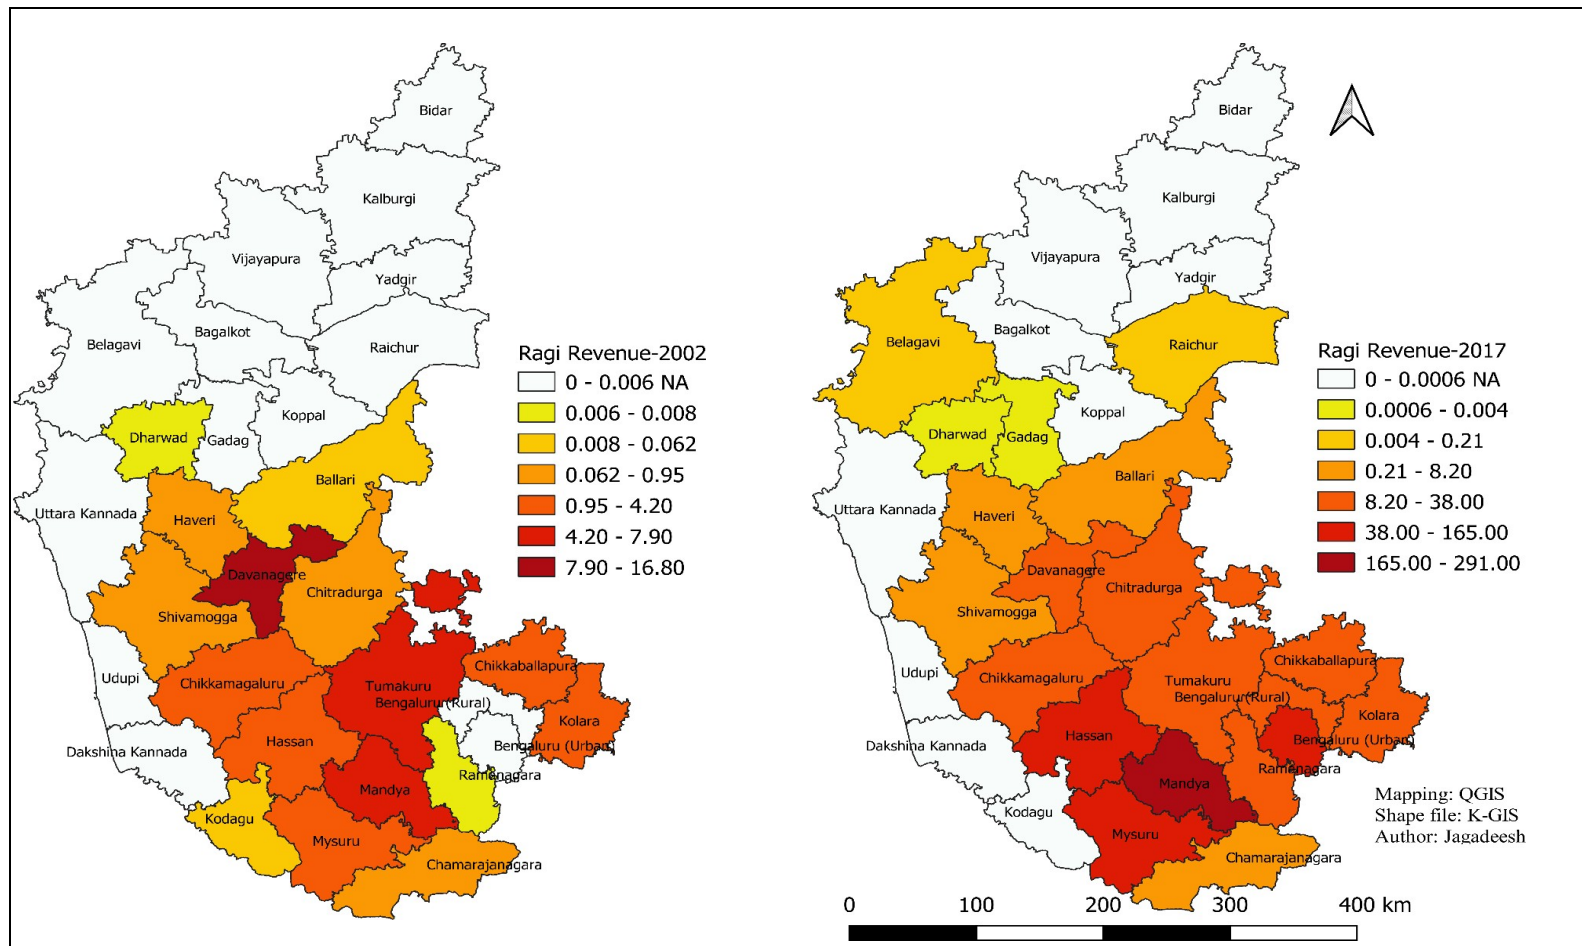 Bidar
Kalburgi
Vijayapura
Yadgir
Bagalkot
Belagavi
Raichur
Koppal
Dharwad
Gadag
Ballari
Uttara Kannada
Haveri
Davanagere
Chitradurga
Shivamogga
Chikkaballapura
Udupi
Chikkamagaluru
Tumakuru
Bengaluru (Rural)
Kolara
Hassan
Dakshina Kannada
Bengaluru (Urban)
Ramanagara
Mandya
Kodagu
Mysuru
Chamarajanagara
Ragi Revenue-2002
0 - 0.006 NA
0.006 - 0.008
0.008 - 0.062
0.062 - 0.95
0.95 - 4.20
4.20 - 7.90
7.90 - 16.80
Bidar
Kalburgi
Vijayapura
Yadgir
Bagalkot
Belagavi
Raichur
Koppal
Dharwad
Gadag
Ballari
Uttara Kannada
Haveri
Davanagere
Chitradurga
Shivamogga
Chikkaballapura
Udupi
Chikkamagaluru
Tumakuru
Bengaluru (Rural)
Kolara
Hassan
Dakshina Kannada
Bengaluru (Urban)
Ramanagara
Mandya
Kodagu
Mysuru
Chamarajanagara
Ragi Revenue-2017
0 - 0.0006 NA
0.0006 - 0.004
0.004 - 0.21
0.21 - 8.20
8.20 - 38.00
38.00 - 165.00
165.00 - 291.00
Mapping: QGIS
Shape file: K-GIS
Author: Jagadeesh
0 100 200 300 400 km